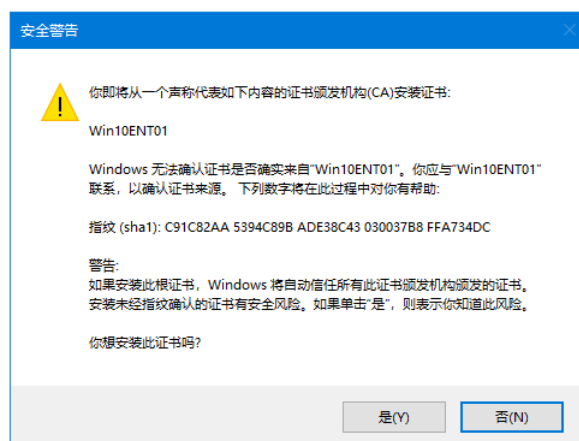 安全警告
你即将从一个声称代表如下内容的证书颁发机构(CA)安装证书:
Win10ENT01
Windows 无法确认证书是否确实来自"Win10ENT01"。你应与"Win10ENT01"
联系，以确认证书来源。 下列数字将在此过程中对你有帮助:
指纹 (sha1): C91C82AA 5394C89B ADE38C43 030037B8 FFA734DC
警告:
如果安装此根证书，Windows 将自动信任所有此证书颁发机构颁发的证书。
安装未经指纹确认的证书有安全风险。如果单击"是"，则表示你知道此风险。
你想安装此证书吗?
是(Y)
否(N)